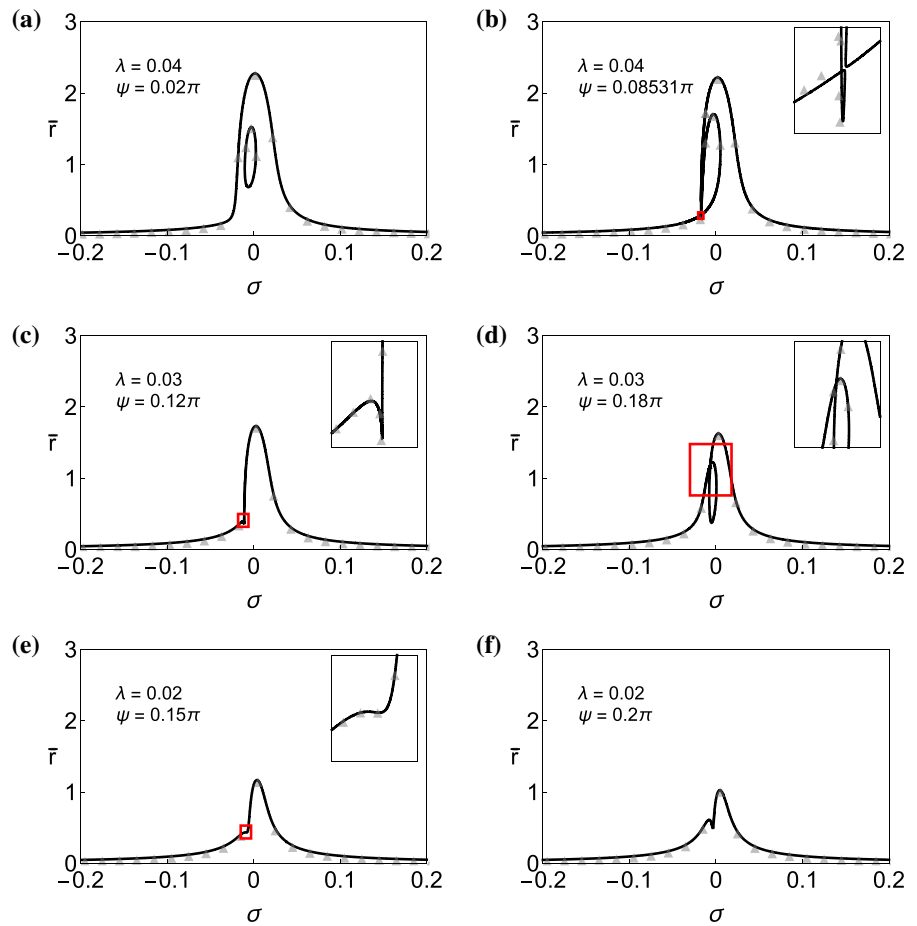 (a)
3
2
1
0
r̄
λ = 0.04
ψ = 0.02π
−0.2 −0.1 0 0.1 0.2
σ
(b)
3
2
1
0
r̄
λ = 0.04
ψ = 0.08531π
−0.2 −0.1 0 0.1 0.2
σ
(c)
3
2
1
0
r̄
λ = 0.03
ψ = 0.12π
−0.2 −0.1 0 0.1 0.2
σ
(d)
3
2
1
0
r̄
λ = 0.03
ψ = 0.18π
−0.2 −0.1 0 0.1 0.2
σ
(e)
3
2
1
0
r̄
λ = 0.02
ψ = 0.15π
−0.2 −0.1 0 0.1 0.2
σ
(f)
3
2
1
0
r̄
λ = 0.02
ψ = 0.2π
−0.2 −0.1 0 0.1 0.2
σ